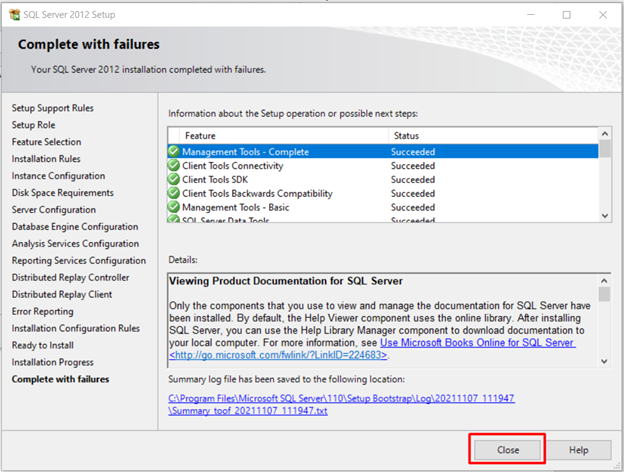 SQL Server 2012 Setup
Complete with failures
Your SQL Server 2012 installation completed with failures.
Setup Support Rules
Setup Role
Feature Selection
Installation Rules
Instance Configuration
Disk Space Requirements
Server Configuration
Database Engine Configuration
Analysis Services Configuration
Reporting Services Configuration
Distributed Replay Controller
Distributed Replay Client
Error Reporting
Installation Configuration Rules
Ready to Install
Installation Progress
Complete with failures
Information about the Setup operation or possible next steps:
Feature Status
Management Tools - Complete Succeeded
Client Tools Connectivity Succeeded
Client Tools SDK Succeeded
Client Tools Backwards Compatibility Succeeded
Management Tools - Basic Succeeded
SQL Server Data Tools Succeeded
Details:
Viewing Product Documentation for SQL Server
Only the components that you use to view and manage the documentation for SQL Server have
been installed. By default, the Help Viewer component uses the online library. After installing
SQL Server, you can use the Help Library Manager component to download documentation to
your local computer. For more information, see Use Microsoft Books Online for SQL Server
<http://go.microsoft.com/fwlink/?LinkID=224683>.
Summary log file has been saved to the following location:
C:\Program Files\Microsoft SQL Server\110\Setup Bootstrap\Log\20211107_111947
\Summary_toof_20211107_111947.txt
Close Help